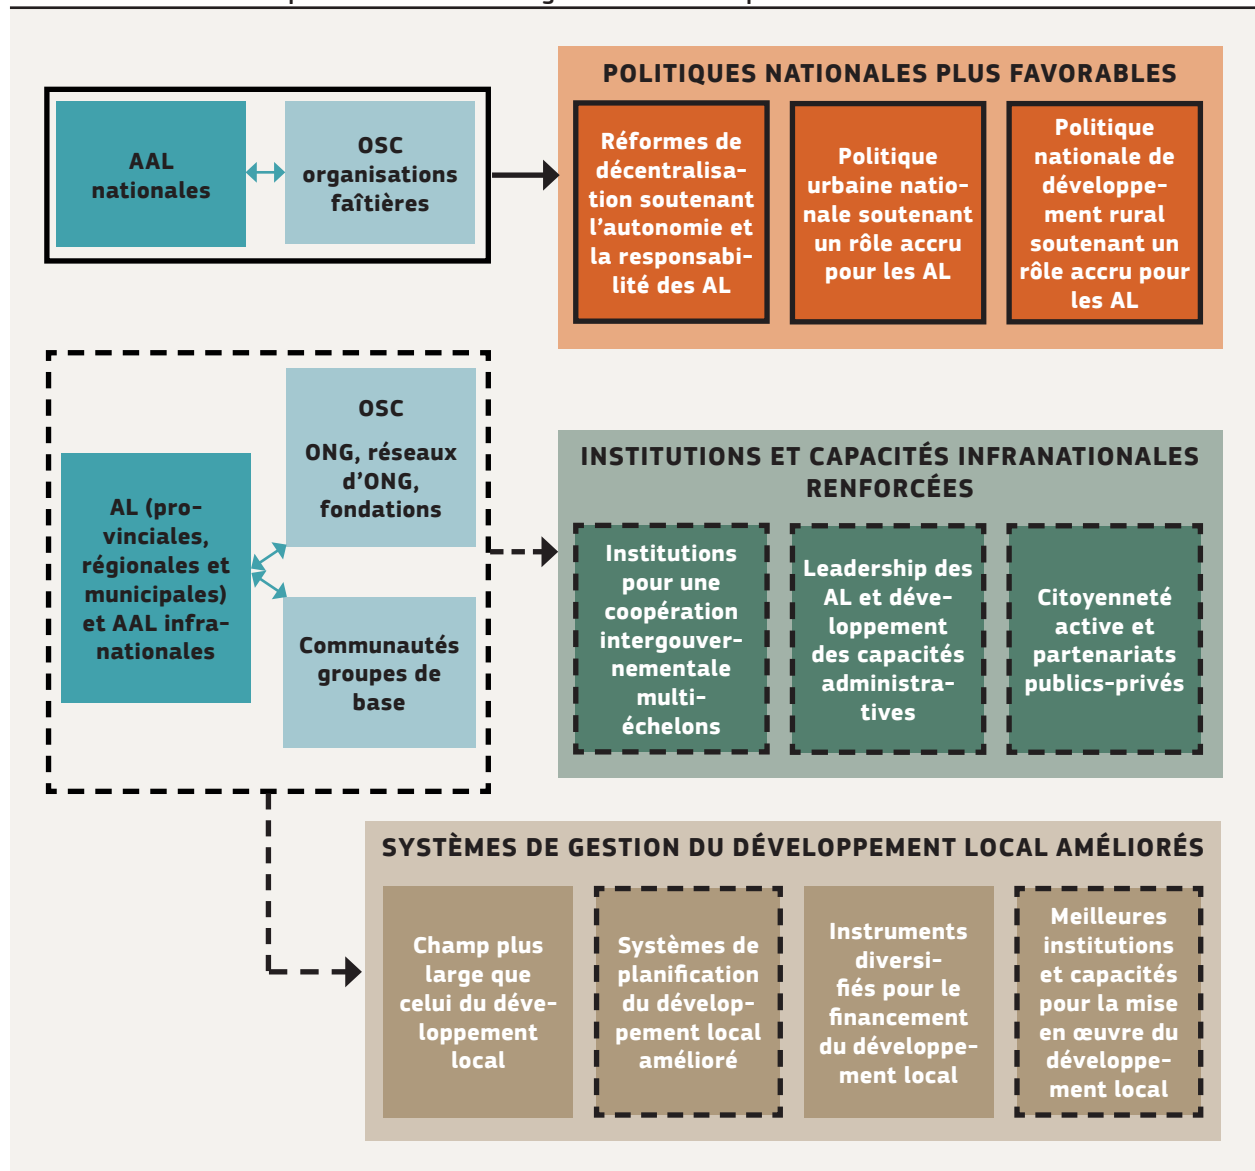 AAL
nationales
OSC
organisations
faîtières
POLITIQUES NATIONALES PLUS FAVORABLES
Réformes de
décentralisa-
tion soutenant
l'autonomie et
la responsabi-
lité des AL
Politique
urbaine natio-
nale soutenant
un rôle accru
pour les AL
Politique
nationale de
développe-
ment rural
soutenant un
rôle accru pour
les AL
AL (pro-
vinciales,
régionales et
municipales)
et AAL infra-
nationales
OSC
ONG, réseaux
d'ONG,
fondations
Communautés
groupes de
base
INSTITUTIONS ET CAPACITÉS INFRANATIONALES
RENFORCÉES
Institutions
pour une
coopération
intergouver-
nementale
multi-
échelons
Leadership des
AL et déve-
loppement
des capacités
administra-
tives
Citoyenneté
active et
partenariats
publics-privés
SYSTÈMES DE GESTION DU DÉVELOPPEMENT LOCAL AMÉLIORÉS
Champ plus
large que
celui du déve-
loppement
local
Systèmes de
planification
du dévelop-
pement local
amélioré
Instruments
diversi-
fiés pour le
financement
du développe-
ment local
Meilleures
institutions
et capacités
pour la mise
en œuvre du
développe-
ment local